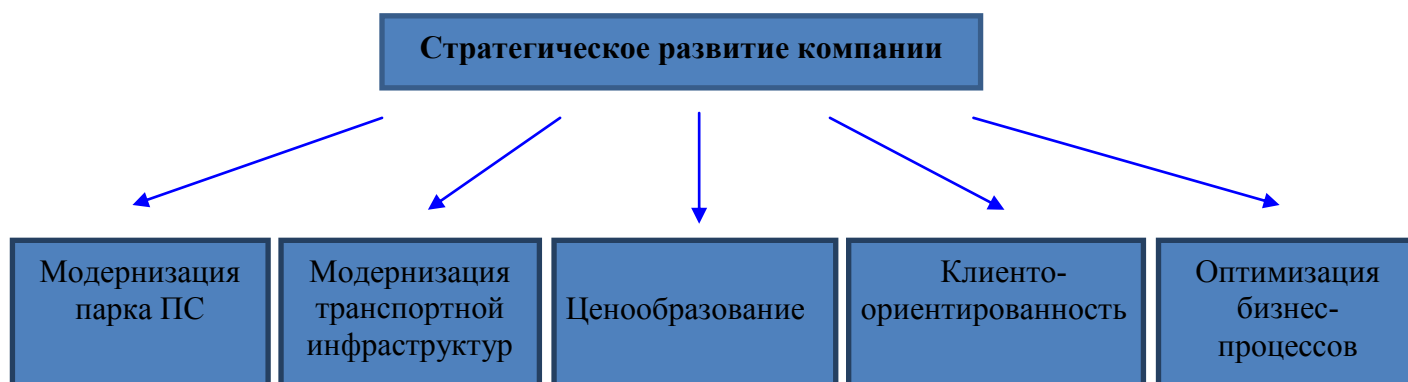 Стратегическое развитие компании
Модернизация
парка ПС
Модернизация
транспортной
инфраструктур
Ценообразование
Клиенто-
ориентированность
Оптимизация
бизнес-
процессов